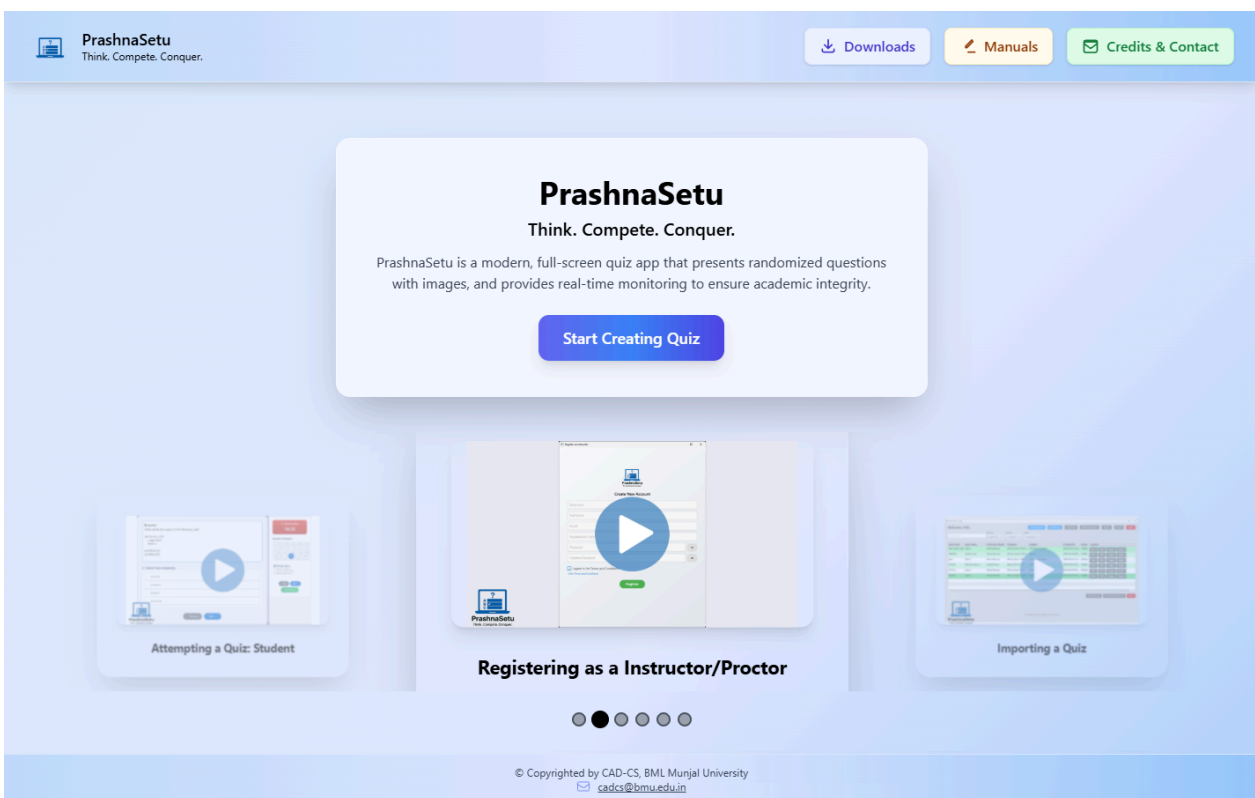 PrashnaSetu
Think. Compete. Conquer.
Downloads
Manuals
Credits & Contact
PrashnaSetu
Think. Compete. Conquer.
PrashnaSetu is a modern, full-screen quiz app that presents randomized questions
with images, and provides real-time monitoring to ensure academic integrity.
Start Creating Quiz
PrashnaSetu
Create New Account
Register
PrashnaSetu
Think. Compete. Conquer.
Attempting a Quiz: Student
Registering as a Instructor/Proctor
Importing a Quiz
© Copyrighted by CAD-CS, BML Munjal University
cadcs@bmu.edu.in